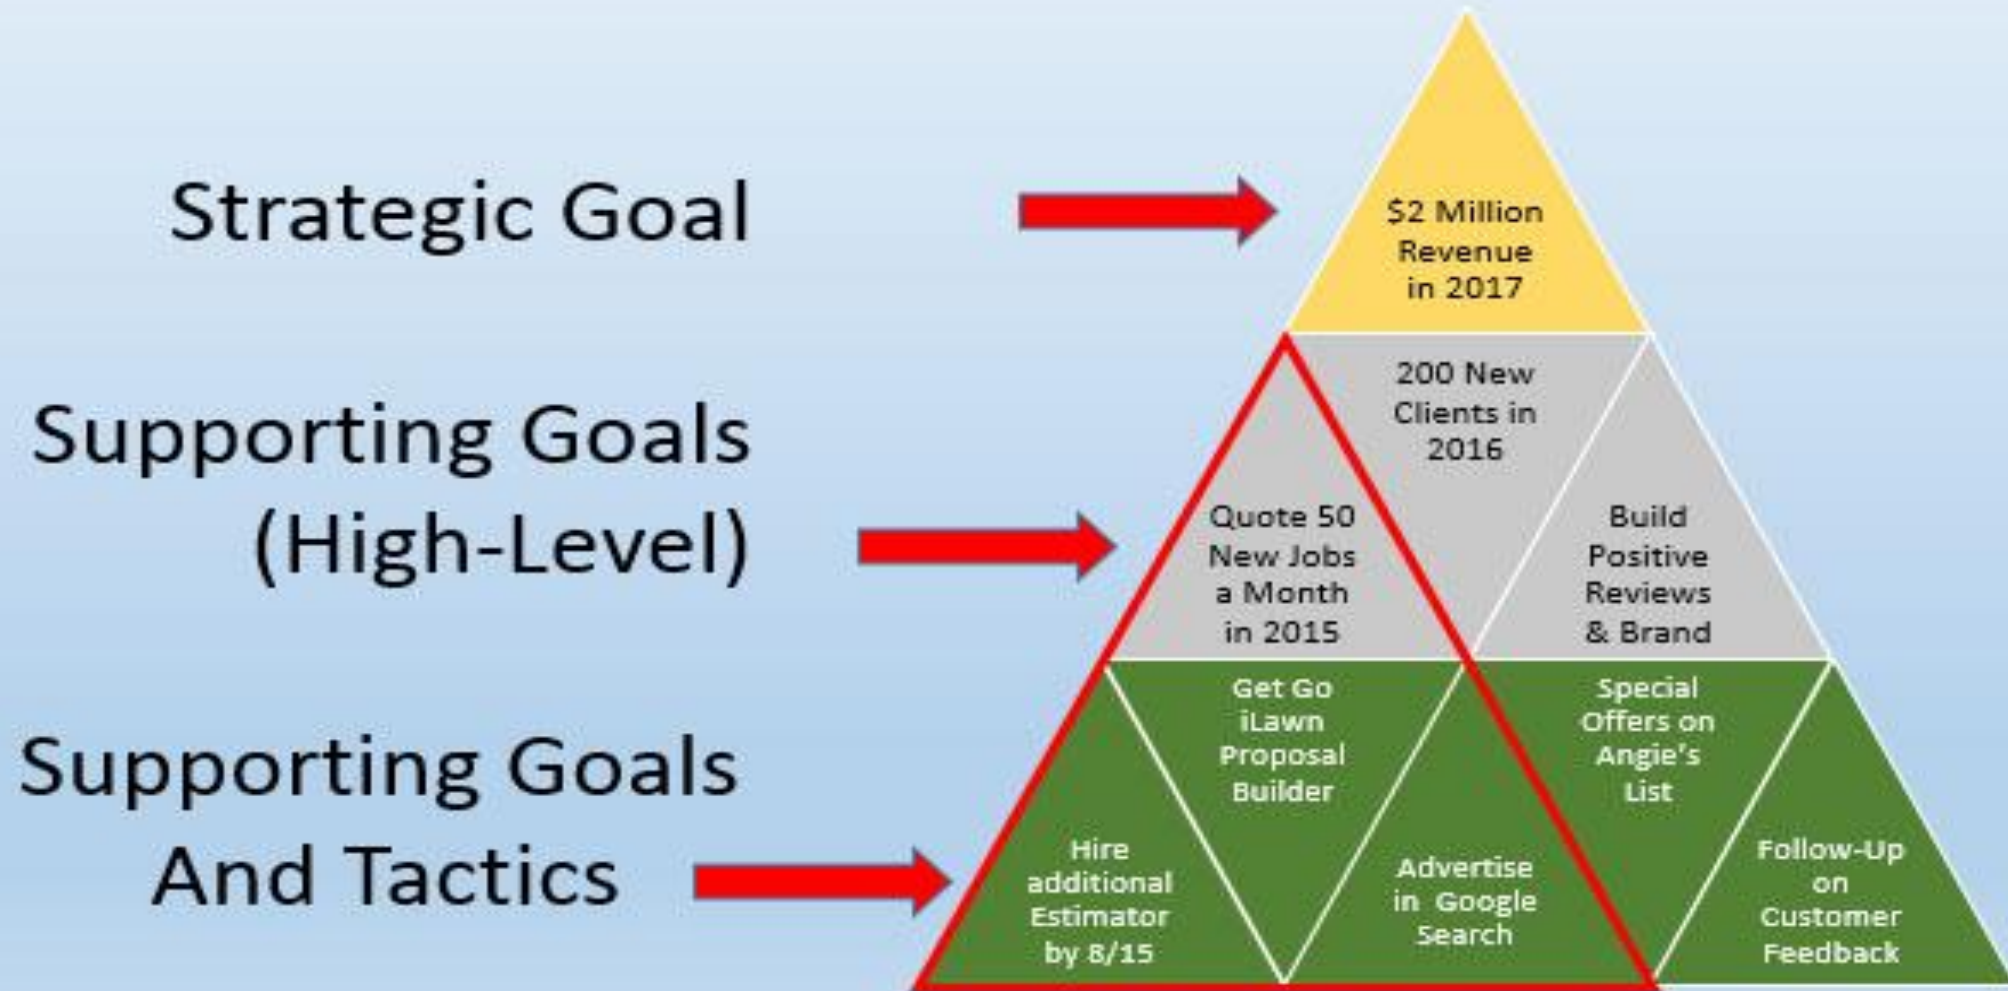 Strategic Goal
$2 Million
Revenue
in 2017
Supporting Goals
(High-Level)
200 New
Clients in
2016
Quote 50
New Jobs
a Month
in 2015
Build
Positive
Reviews
& Brand
Supporting Goals
And Tactics
Hire
additional
Estimator
by 8/15
Get Go
iLawn
Proposal
Builder
Advertise
in Google
Search
Special
Offers on
Angie's
List
Follow-Up
on
Customer
Feedback